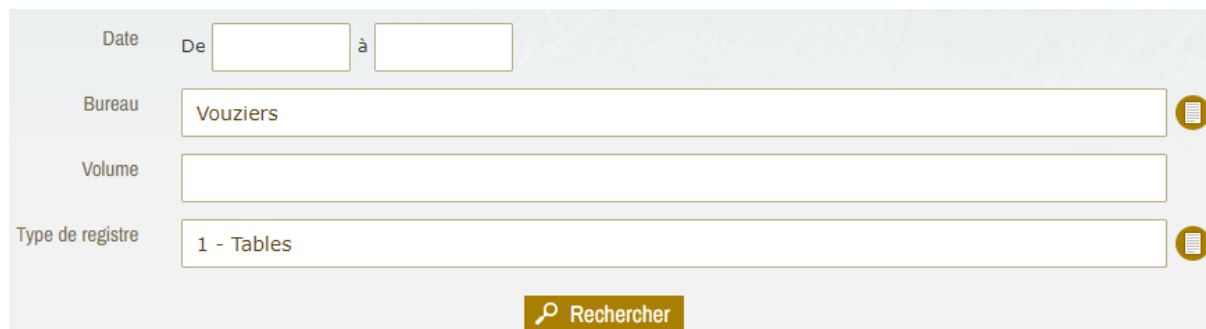 Date De à
Bureau Vouziers
Volume
Type de registre 1 - Tables
Rechercher